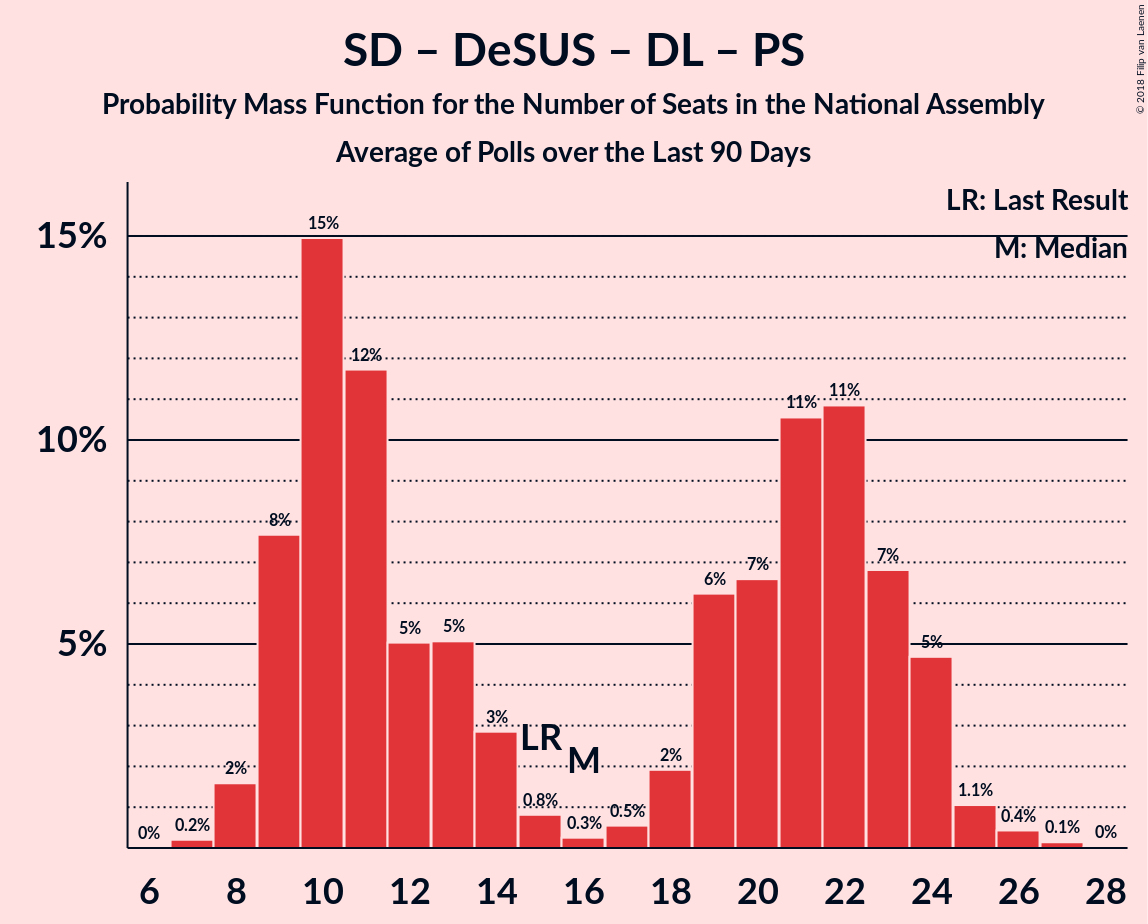 SD – DeSUS – DL – PS
Probability Mass Function for the Number of Seats in the National Assembly
Average of Polls over the Last 90 Days
© 2018 Filip van Laenen
LR: Last Result
M: Median
15%
10%
5%
0%
0.2%
2%
8%
15%
12%
5%
5%
3%
0.8%
0.3%
0.5%
2%
6%
7%
11%
11%
7%
5%
1.1%
0.4%
0.1%
0%
LR
M
6 8 10 12 14 16 18 20 22 24 26 28